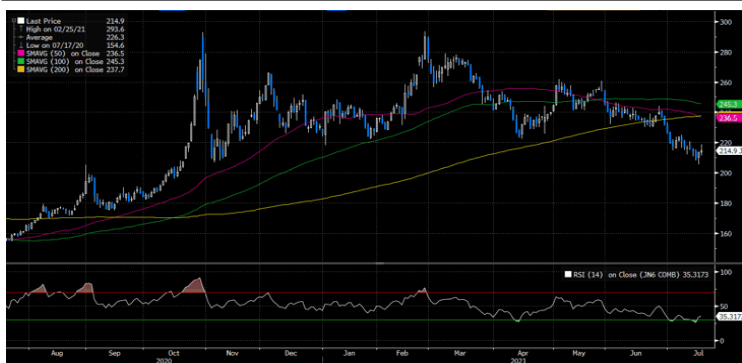 Last Price 214.9
High on 02/25/21 293.6
Average 226.3
Low on 07/17/20 154.6
SMAVG (50) on Close 236.5
SMAVG (100) on Close 245.3
SMAVG (200) on Close 237.7
300
280
260
245.3
236.5
220
214.9
200
180
160
RSI (14) on Close (JN6 COMB) 35.3173
100
50
35.317
0
Aug Sep Oct Nov Dec Jan Feb Mar Apr May Jun Jul
2020 2021